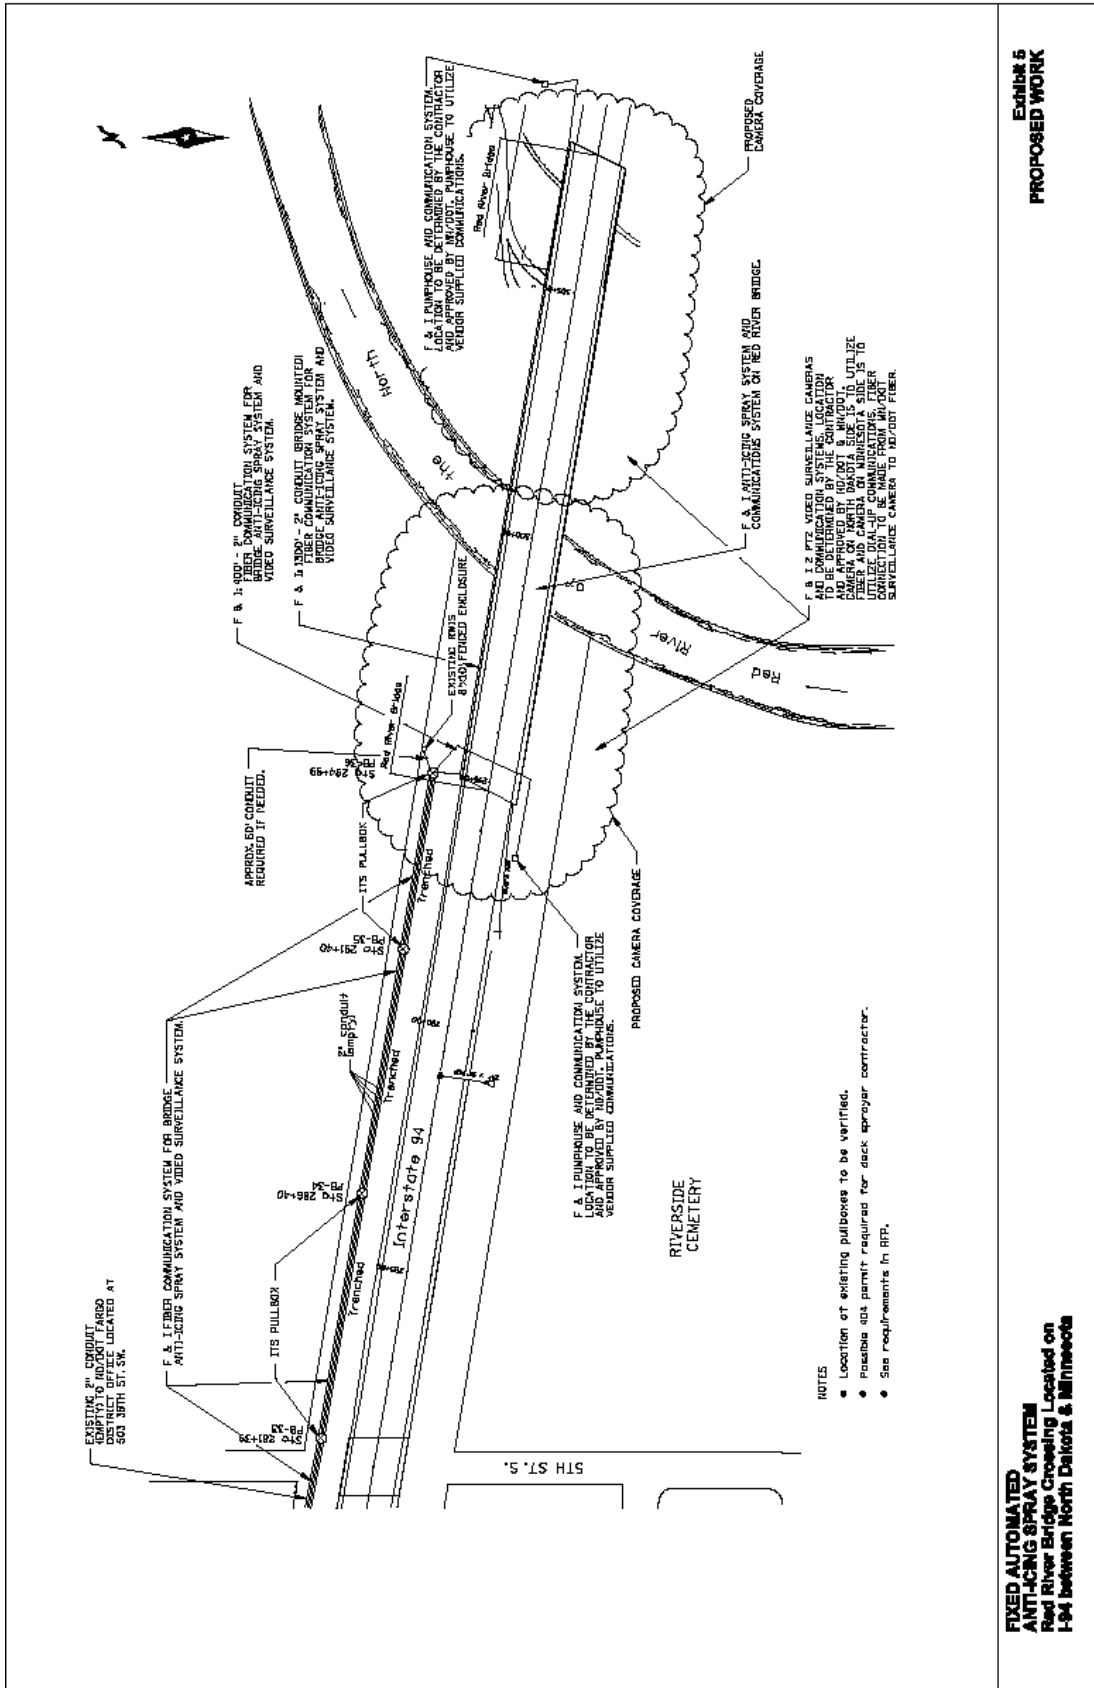 EXISTING 2" CONDUIT
(EMPTY) TO ND/DOT FARGO
DISTRICT OFFICE LOCATED AT
503 38TH ST. SW.
F & I FIBER COMMUNICATION SYSTEM FOR BRIDGE
ANTI-ICING SPRAY SYSTEM AND VIDEO SURVEILLANCE SYSTEM.
APPROX. 60' CONDUIT
REQUIRED IF NEEDED.
F & I: 400' - 2" CONDUIT
FIBER COMMUNICATION SYSTEM FOR
BRIDGE ANTI-ICING SPRAY SYSTEM AND
VIDEO SURVEILLANCE SYSTEM.
F & I: 1300' - 2" CONDUIT (BRIDGE MOUNTED)
FIBER COMMUNICATION SYSTEM FOR
BRIDGE ANTI-ICING SPRAY SYSTEM AND
VIDEO SURVEILLANCE SYSTEM.
F & I PUMPHOUSE AND COMMUNICATION SYSTEM.
LOCATION TO BE DETERMINED BY THE CONTRACTOR
AND APPROVED BY MN/DOT. PUMPHOUSE TO UTILIZE
VENDOR SUPPLIED COMMUNICATIONS.
ITS PULLBOX
ITS PULLBOX
Sta 281+39
PB-33
Sta 286+40
PB-34
Sta 291+40
PB-35
Sta 294+99
PB-36
2" conduit
(empty)
Trenched
Trenched
Trenched
EXISTING RWIS
8'X10' FENCED ENCLOSURE
Red River Bridge
Red River Bridge
Interstate 94
Red
River
the
North
PROPOSED
CAMERA COVERAGE
F & I ANTI-ICING SPRAY SYSTEM AND
COMMUNICATIONS SYSTEM ON RED RIVER BRIDGE.
F & I 2 PTZ VIDEO SURVEILLANCE CAMERAS
AND COMMUNICATION SYSTEMS. LOCATION
TO BE DETERMINED BY THE CONTRACTOR
AND APPROVED BY ND/DOT & MN/DOT.
CAMERA ON NORTH DAKOTA SIDE IS TO UTILIZE
FIBER AND CAMERA ON MINNESOTA SIDE IS TO
UTILIZE DIAL-UP COMMUNICATIONS. FIBER
CONNECTION TO BE MADE FROM MN/DOT
SURVEILLANCE CAMERA TO ND/DOT FIBER.
F & I PUMPHOUSE AND COMMUNICATION SYSTEM.
LOCATION TO BE DETERMINED BY THE CONTRACTOR
AND APPROVED BY ND/DOT. PUMPHOUSE TO UTILIZE
VENDOR SUPPLIED COMMUNICATIONS.
PROPOSED CAMERA COVERAGE
RIVERSIDE
CEMETERY
5TH ST. S.
NOTES
• Location of existing pullboxes to be verified.
• Possible 404 permit required for deck sprayer contractor.
• See requirements in RFP.
FIXED AUTOMATED
ANTI-ICING SPRAY SYSTEM
Red River Bridge Crossing Located on
I-94 between North Dakota & Minnesota
Exhibit 5
PROPOSED WORK